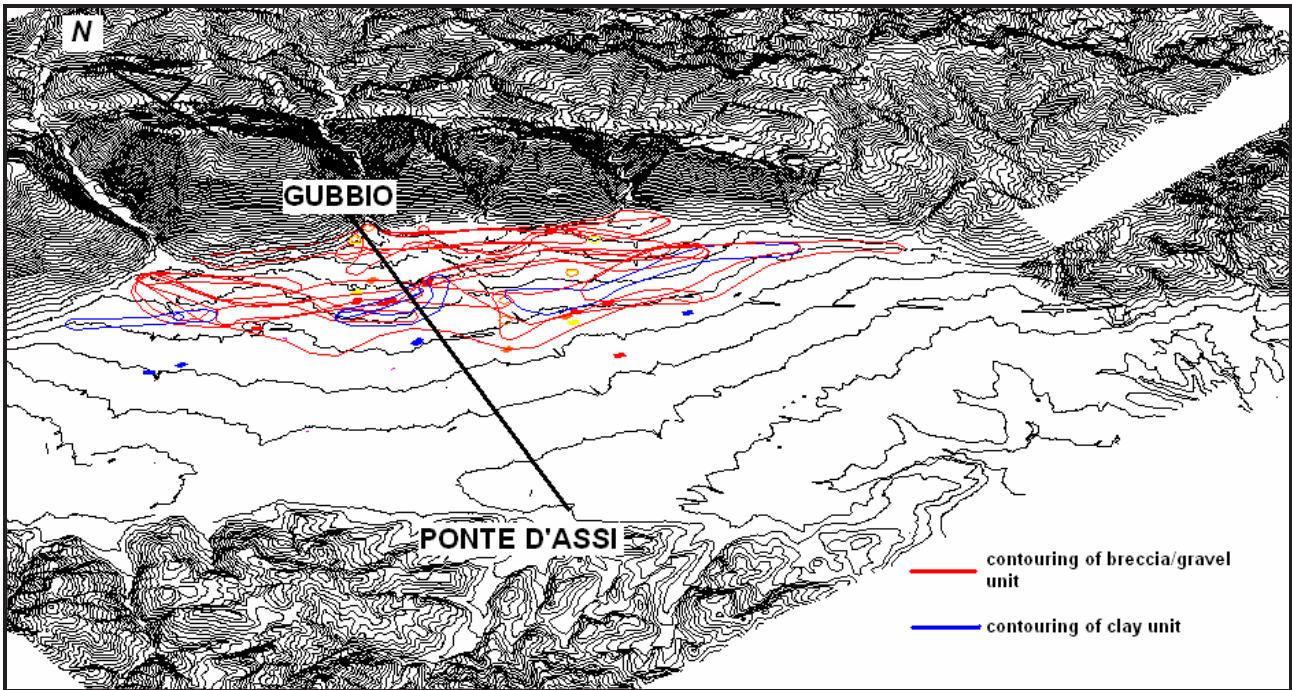 N
GUBBIO
PONTE D'ASSI
contouring of breccia/gravel
unit
contouring of clay unit